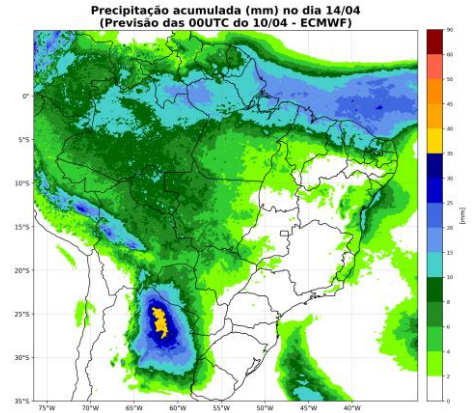 Precipitação acumulada (mm) no dia 14/04
(Previsão das 00UTC do 10/04 - ECMWF)
0°
5°S
10°S
15°S
20°S
25°S
30°S
35°S
75°W
70°W
65°W
60°W
55°W
50°W
45°W
40°W
90
60
50
45
40
35
30
25
20
15
10
8
6
4
2
0
[mm]